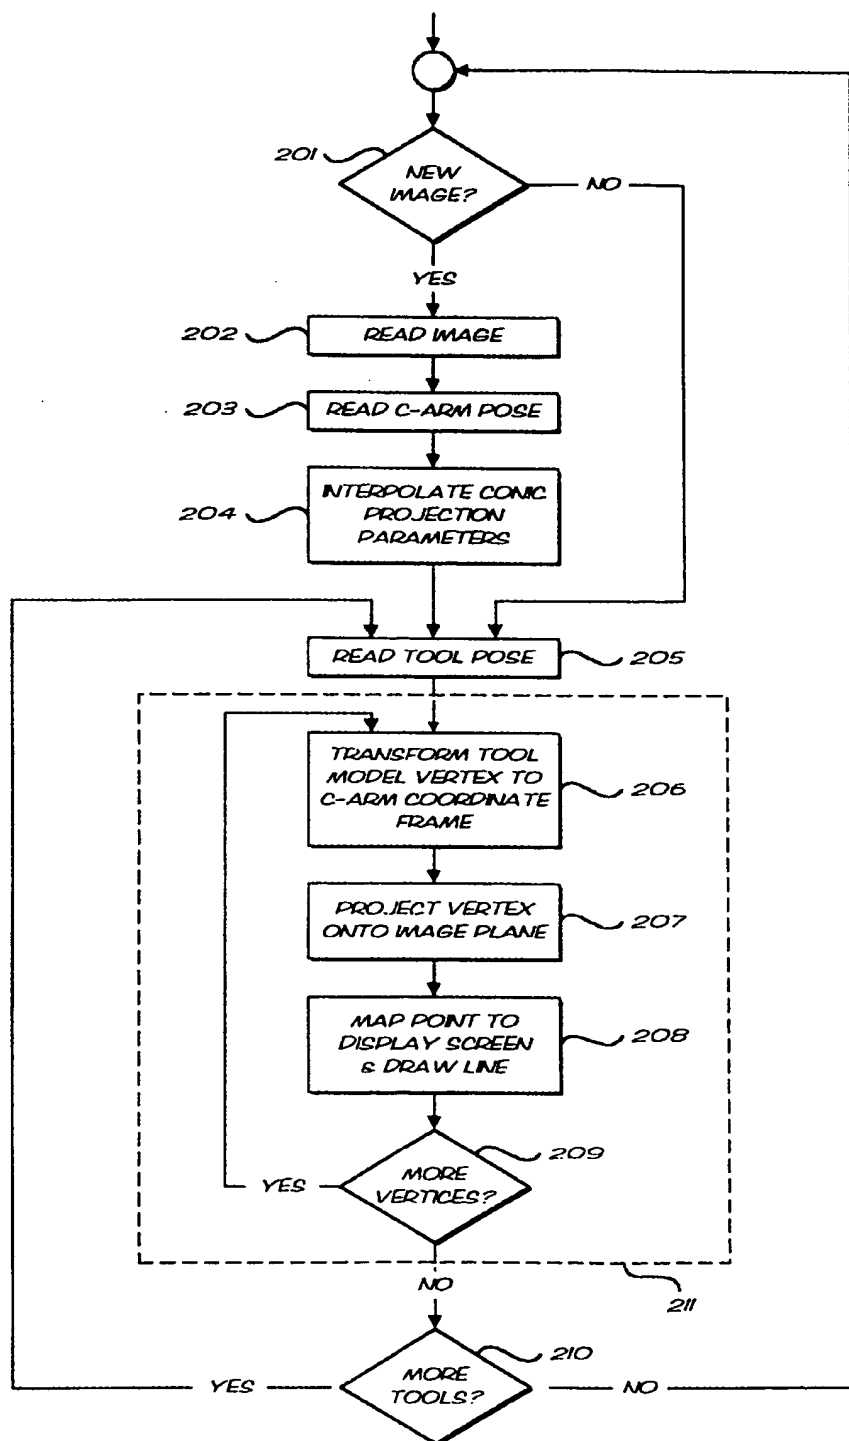 201
NEW
IMAGE?
NO
YES
202
READ IMAGE
203
READ C-ARM POSE
204
INTERPOLATE CONIC
PROJECTION
PARAMETERS
READ TOOL POSE
205
TRANSFORM TOOL
MODEL VERTEX TO
C-ARM COORDINATE
FRAME
206
PROJECT VERTEX
ONTO IMAGE PLANE
207
MAP POINT TO
DISPLAY SCREEN
& DRAW LINE
208
209
MORE
VERTICES?
YES
NO
211
210
MORE
TOOLS?
YES
NO